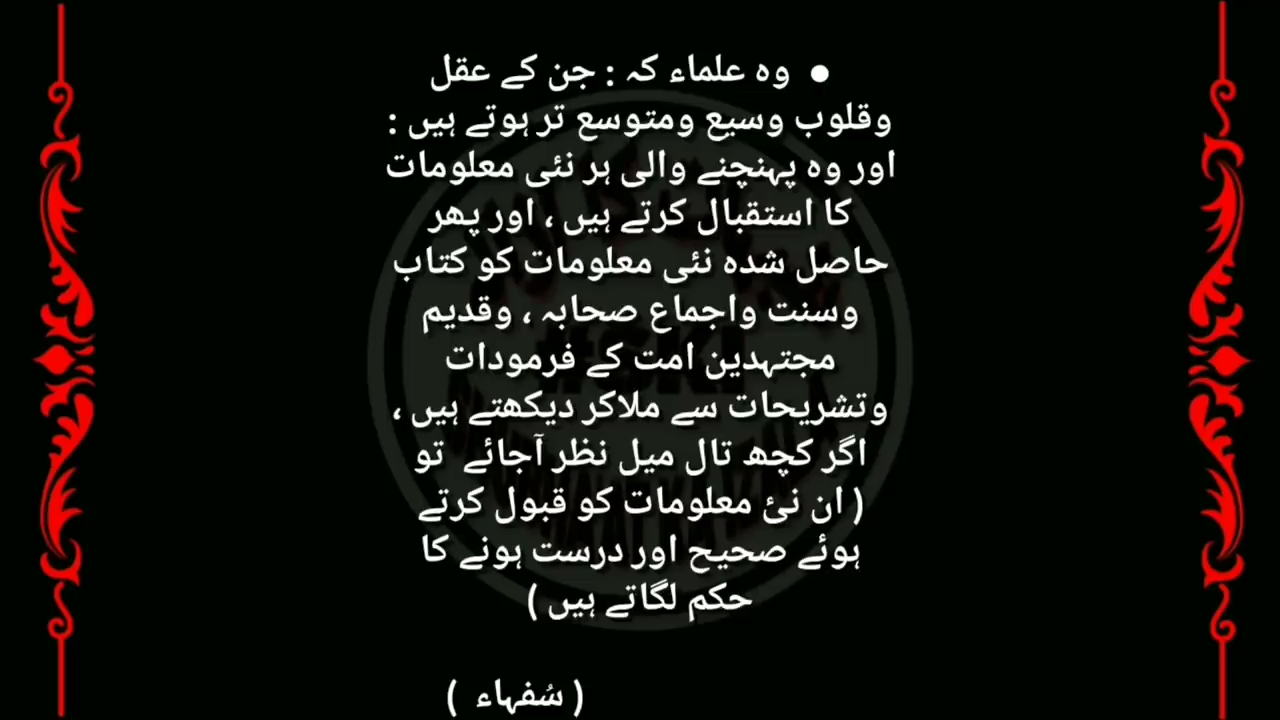 ● وہ علماء کہ : جن کے عقل
وقلوب وسیع ومتوسع تر ہوتے ہیں :
اور وہ پہنچنے والی ہر نئی معلومات
کا استقبال کرتے ہیں ، اور پھر
حاصل شدہ نئی معلومات کو کتاب
وسنت واجماع صحابہ ، وقدیم
مجتہدین امت کے فرمودات
وتشریحات سے ملاکر دیکھتے ہیں ،
اگر کچھ تال میل نظر آجائے تو
( ان نئ معلومات کو قبول کرتے
ہوئے صحیح اور درست ہونے کا
حکم لگاتے ہیں )
( سُفہاء )